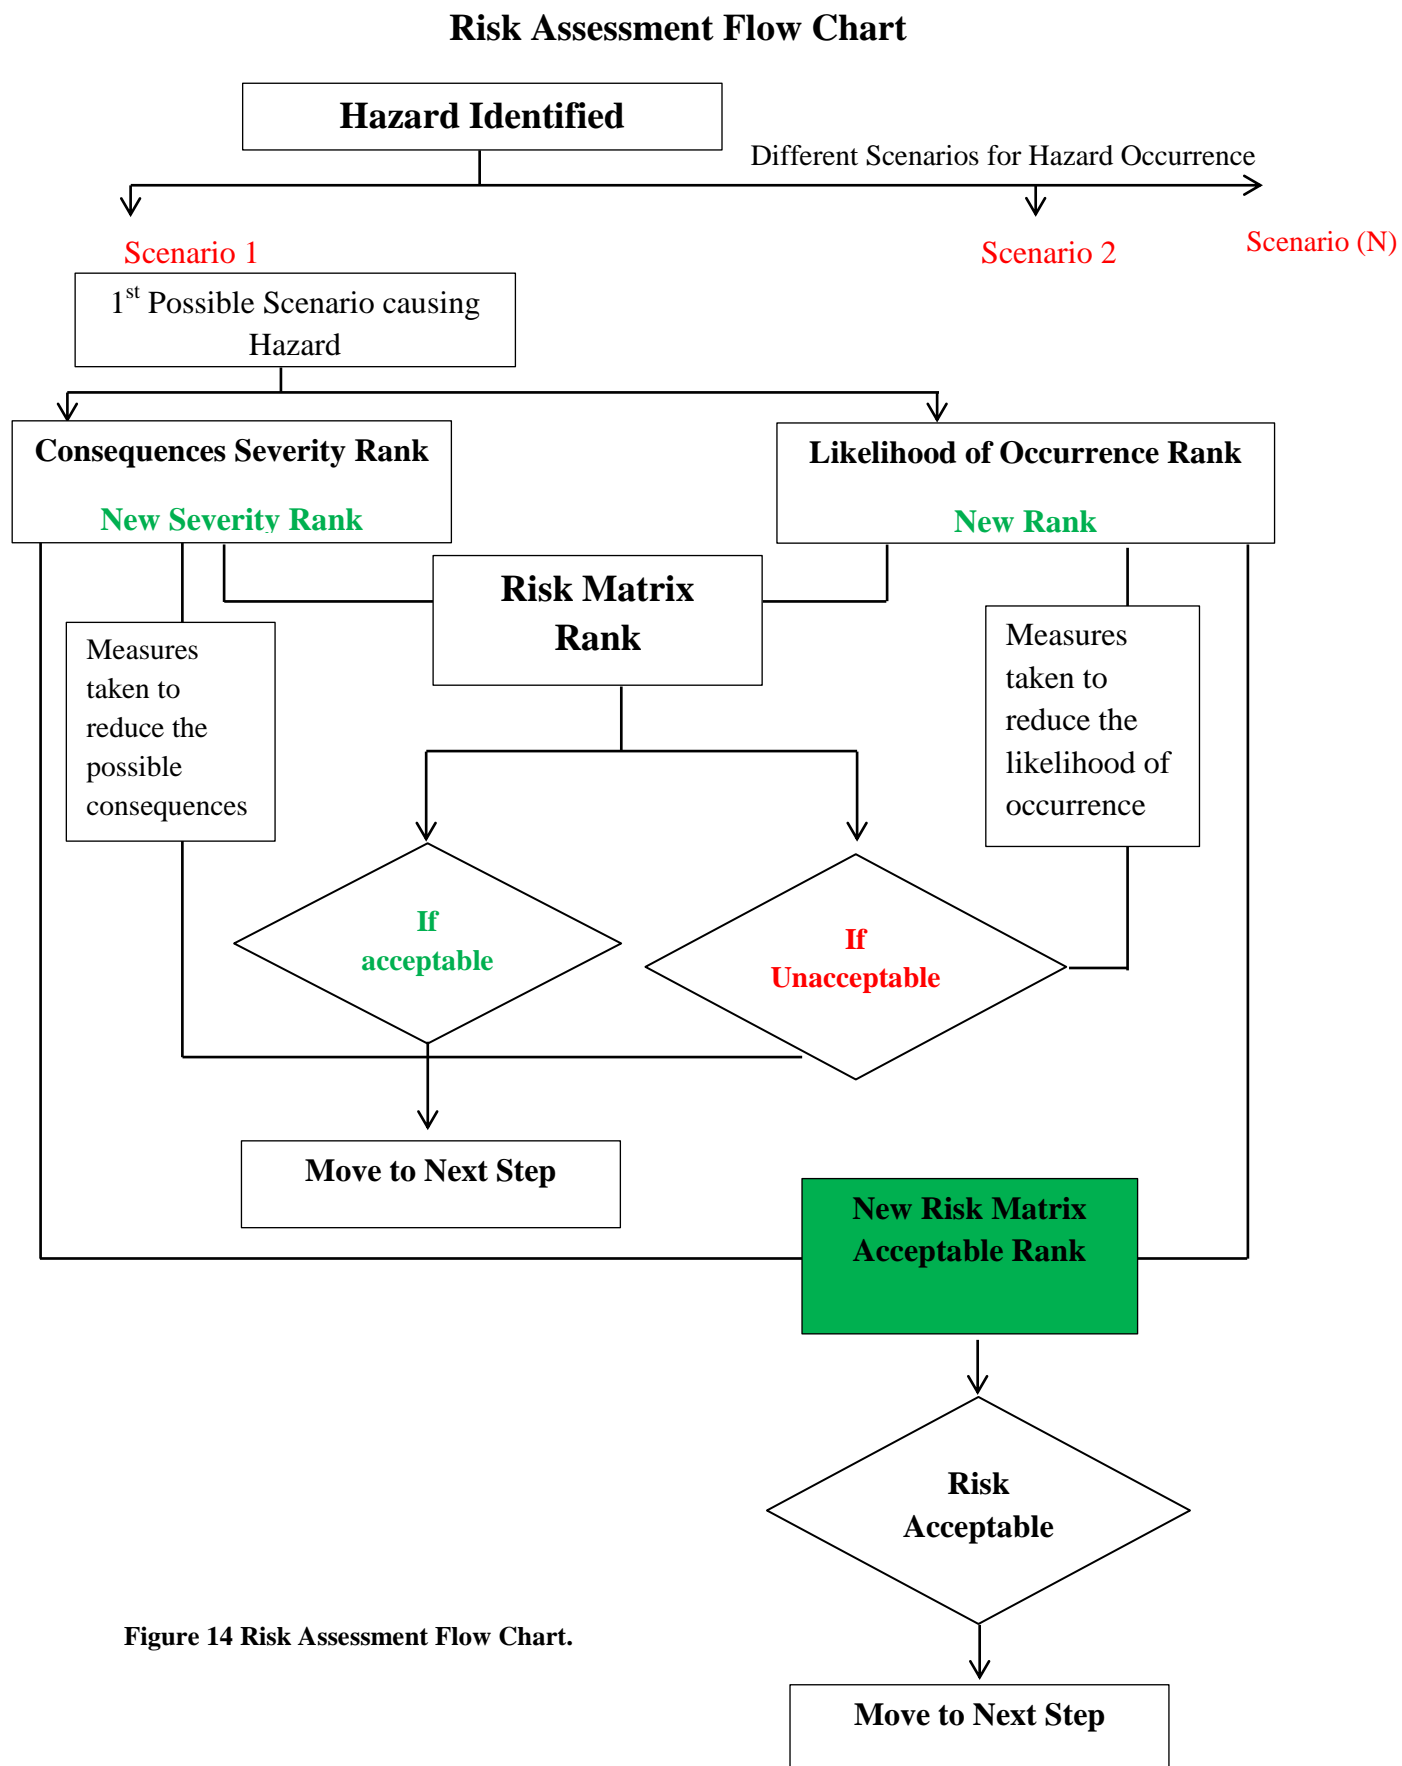 Risk Assessment Flow Chart
Hazard Identified
Different Scenarios for Hazard Occurrence
Scenario 1
Scenario 2
Scenario (N)
1st Possible Scenario causing
Hazard
Consequences Severity Rank
New Severity Rank
Likelihood of Occurrence Rank
New Rank
Risk Matrix
Rank
Measures
taken to
reduce the
possible
consequences
Measures
taken to
reduce the
likelihood of
occurrence
If
acceptable
If
Unacceptable
Move to Next Step
New Risk Matrix
Acceptable Rank
Risk
Acceptable
Figure 14 Risk Assessment Flow Chart.
Move to Next Step